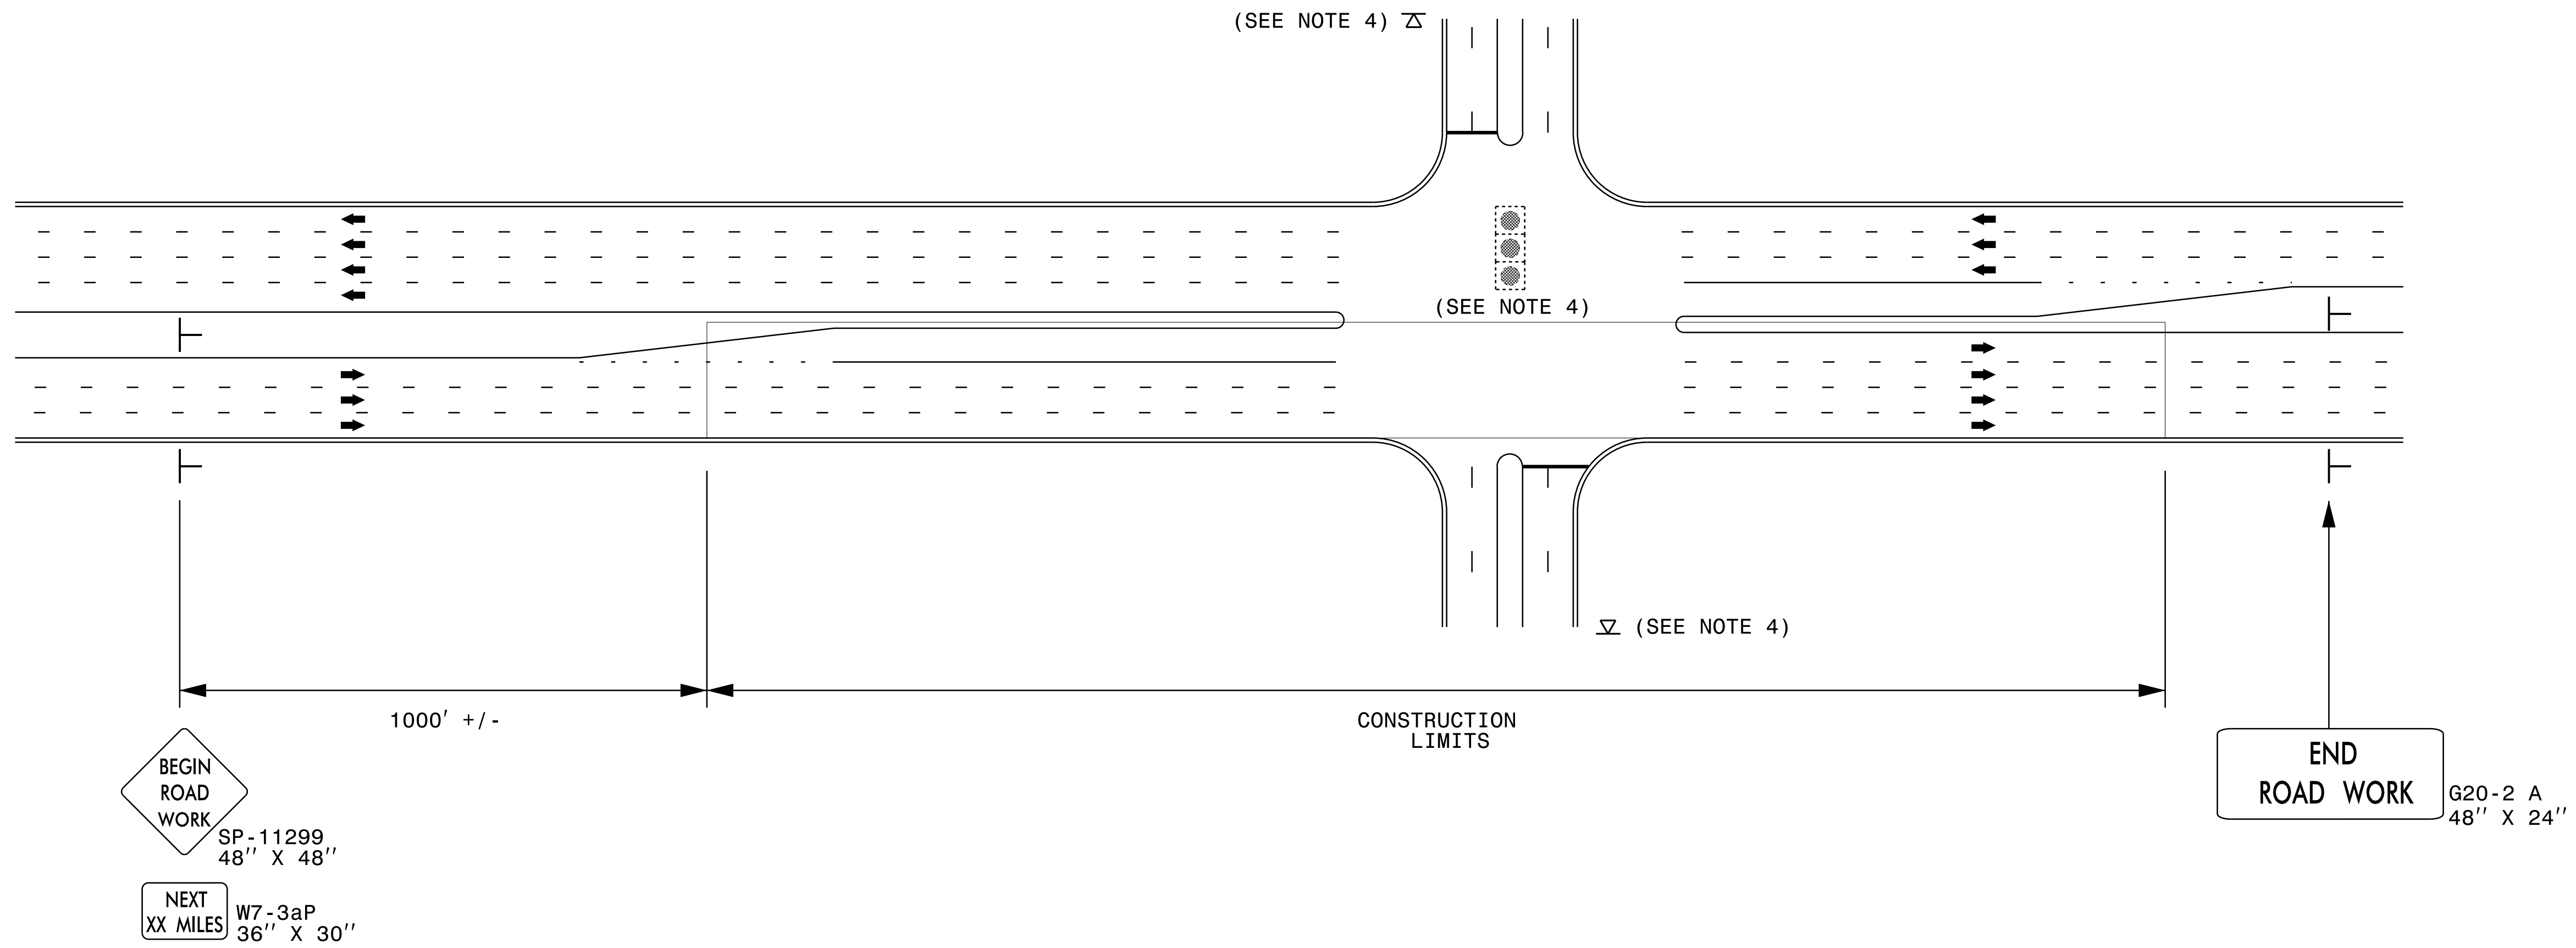 (SEE NOTE 4)
(SEE NOTE 4)
(SEE NOTE 4)
1000' +/-
CONSTRUCTION
LIMITS
BEGIN
ROAD
WORK
SP-11299
48'' X 48''
NEXT
XX MILES
W7-3aP
36'' X 30''
END
ROAD WORK
G20-2 A
48'' X 24''